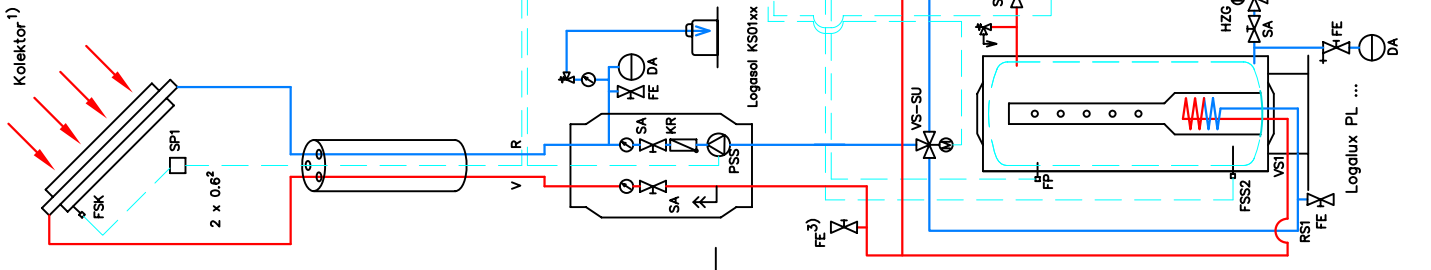 Kolektor 1)
FSK
SP1
2 x 0.6²
R
V
DA
FE
SA
KR
PSS
SA
Logasol KS01xx
VS-SU
M
FE 3)
S
FP
FSS2
VS1
RS1
FE
HZG
SA
FE
DA
Logalux PL ...